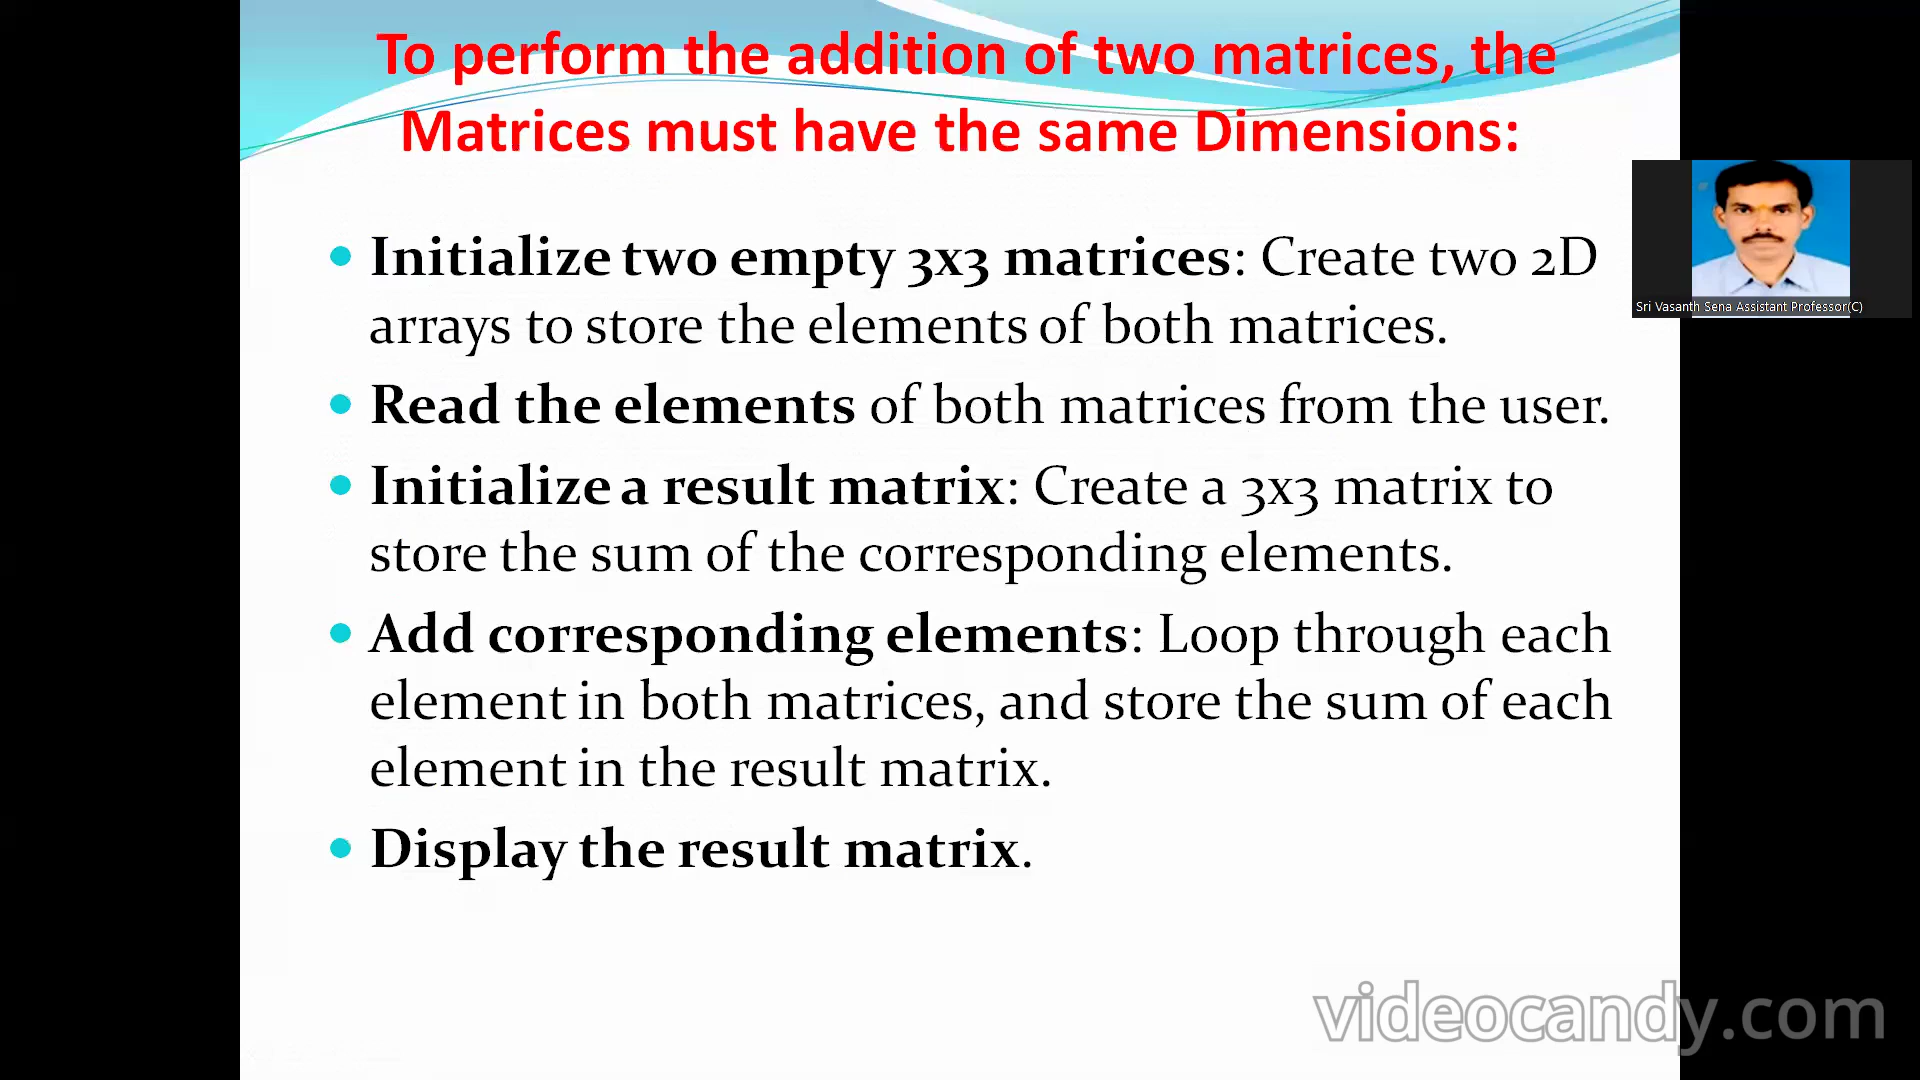 To perform the addition of two matrices, the
Matrices must have the same Dimensions:
• Initialize two empty 3x3 matrices: Create two 2D
arrays to store the elements of both matrices.
• Read the elements of both matrices from the user.
• Initialize a result matrix: Create a 3x3 matrix to
store the sum of the corresponding elements.
• Add corresponding elements: Loop through each
element in both matrices, and store the sum of each
element in the result matrix.
• Display the result matrix.
Sri Vasanth Sena Assistant Professor(C)
videocandy.com